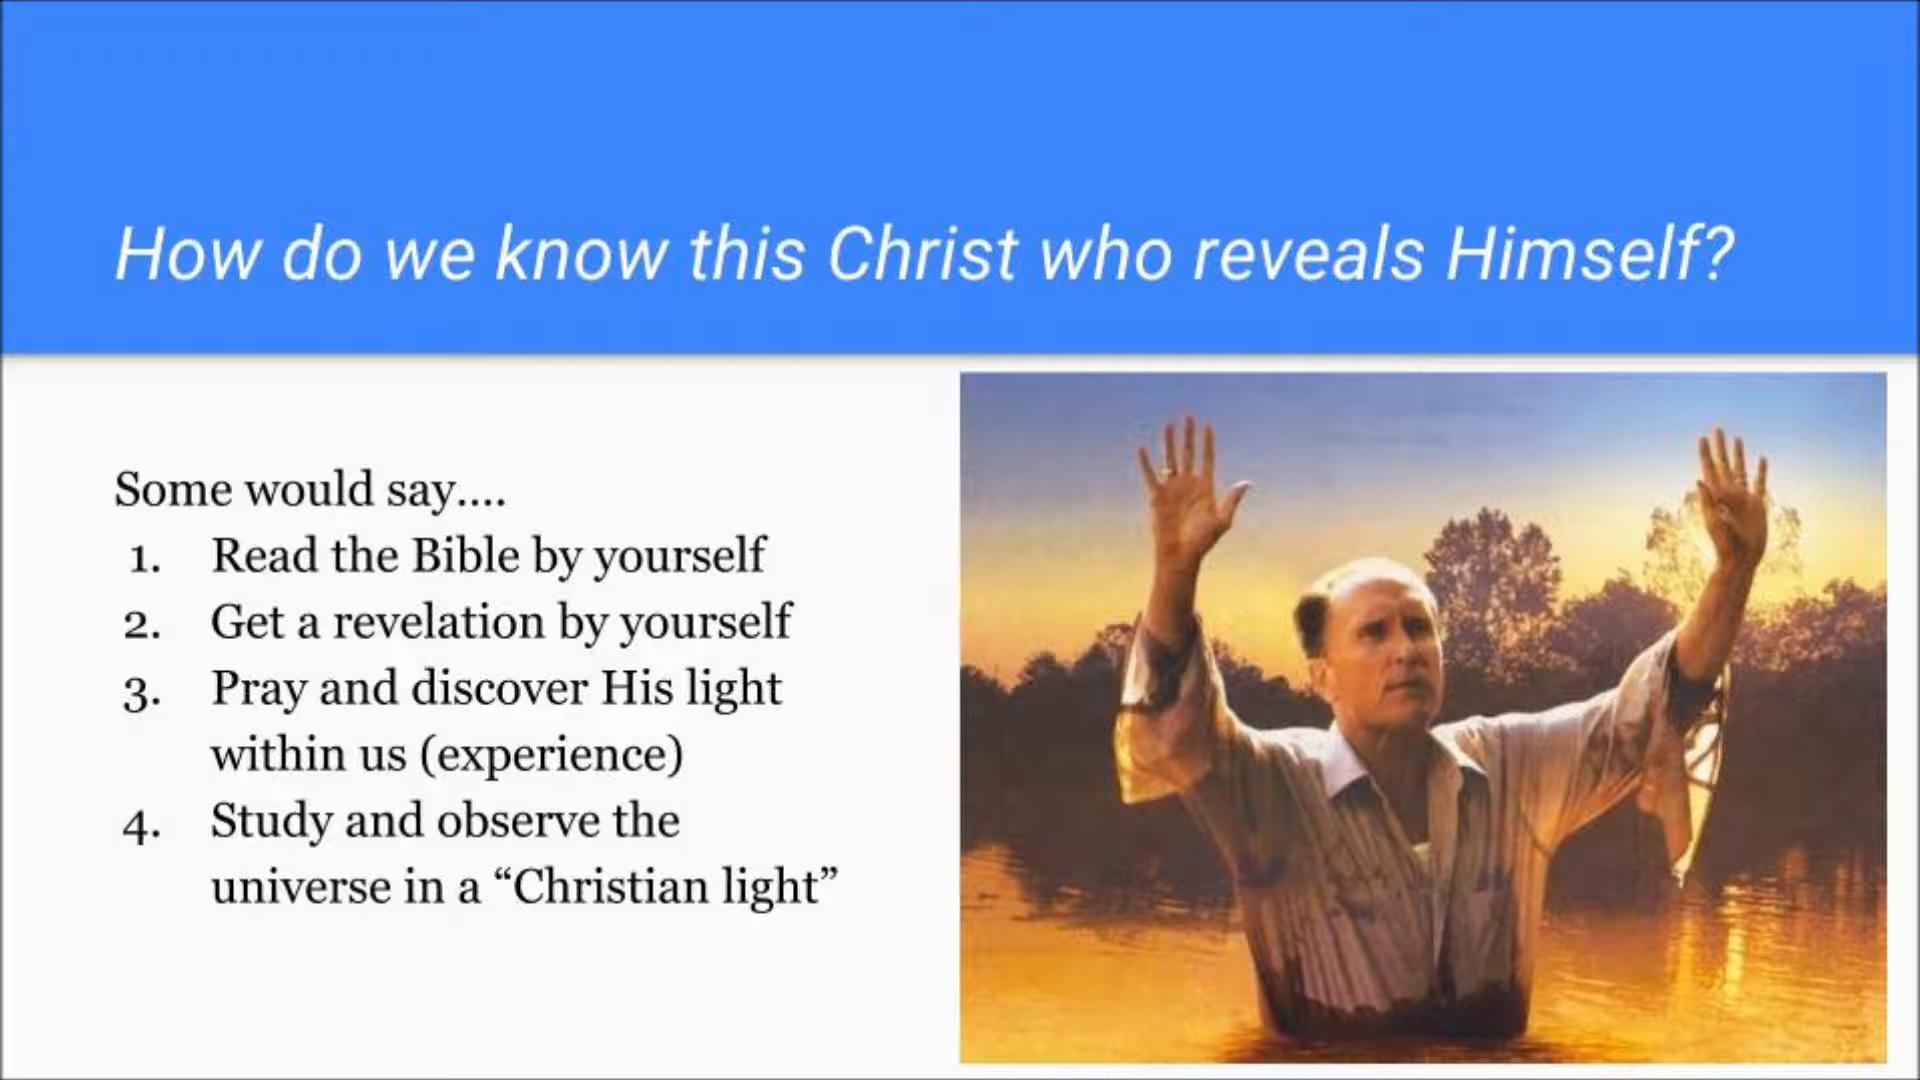 How do we know this Christ who reveals Himself?
Some would say....
1. Read the Bible by yourself
2. Get a revelation by yourself
3. Pray and discover His light
within us (experience)
4. Study and observe the
universe in a “Christian light”